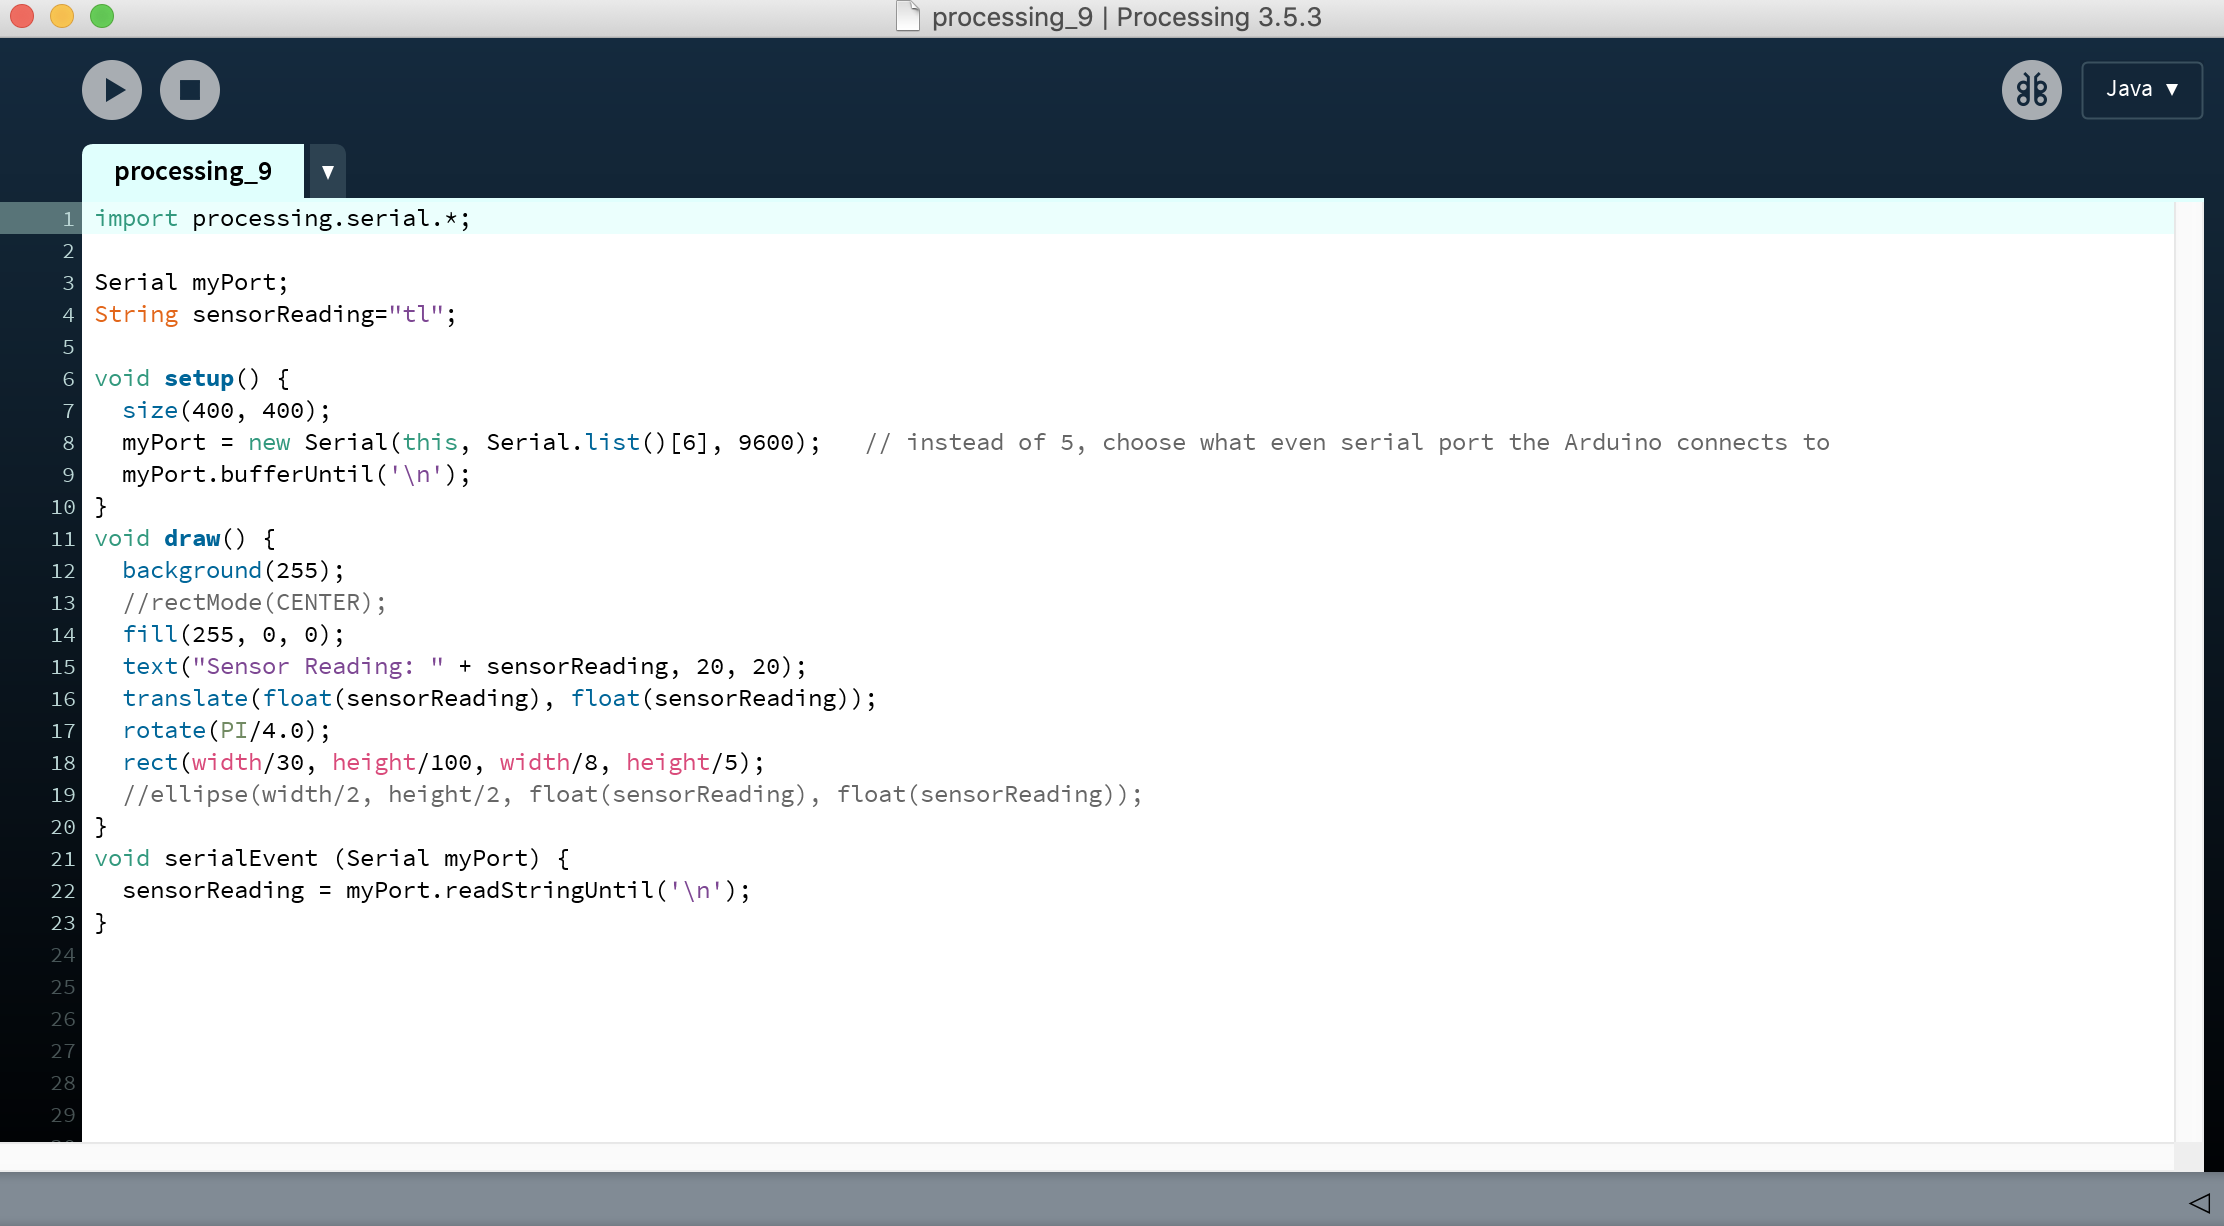 processing_9 | Processing 3.5.3
Java ▼
processing_9 ▼
1 import processing.serial.*;
2
3 Serial myPort;
4 String sensorReading="tl";
5
6 void setup() {
7   size(400, 400);
8   myPort = new Serial(this, Serial.list()[6], 9600);   // instead of 5, choose what even serial port the Arduino connects to
9   myPort.bufferUntil('\n');
10 }
11 void draw() {
12   background(255);
13   //rectMode(CENTER);
14   fill(255, 0, 0);
15   text("Sensor Reading: " + sensorReading, 20, 20);
16   translate(float(sensorReading), float(sensorReading));
17   rotate(PI/4.0);
18   rect(width/30, height/100, width/8, height/5);
19   //ellipse(width/2, height/2, float(sensorReading), float(sensorReading));
20 }
21 void serialEvent (Serial myPort) {
22   sensorReading = myPort.readStringUntil('\n');
23 }
24
25
26
27
28
29